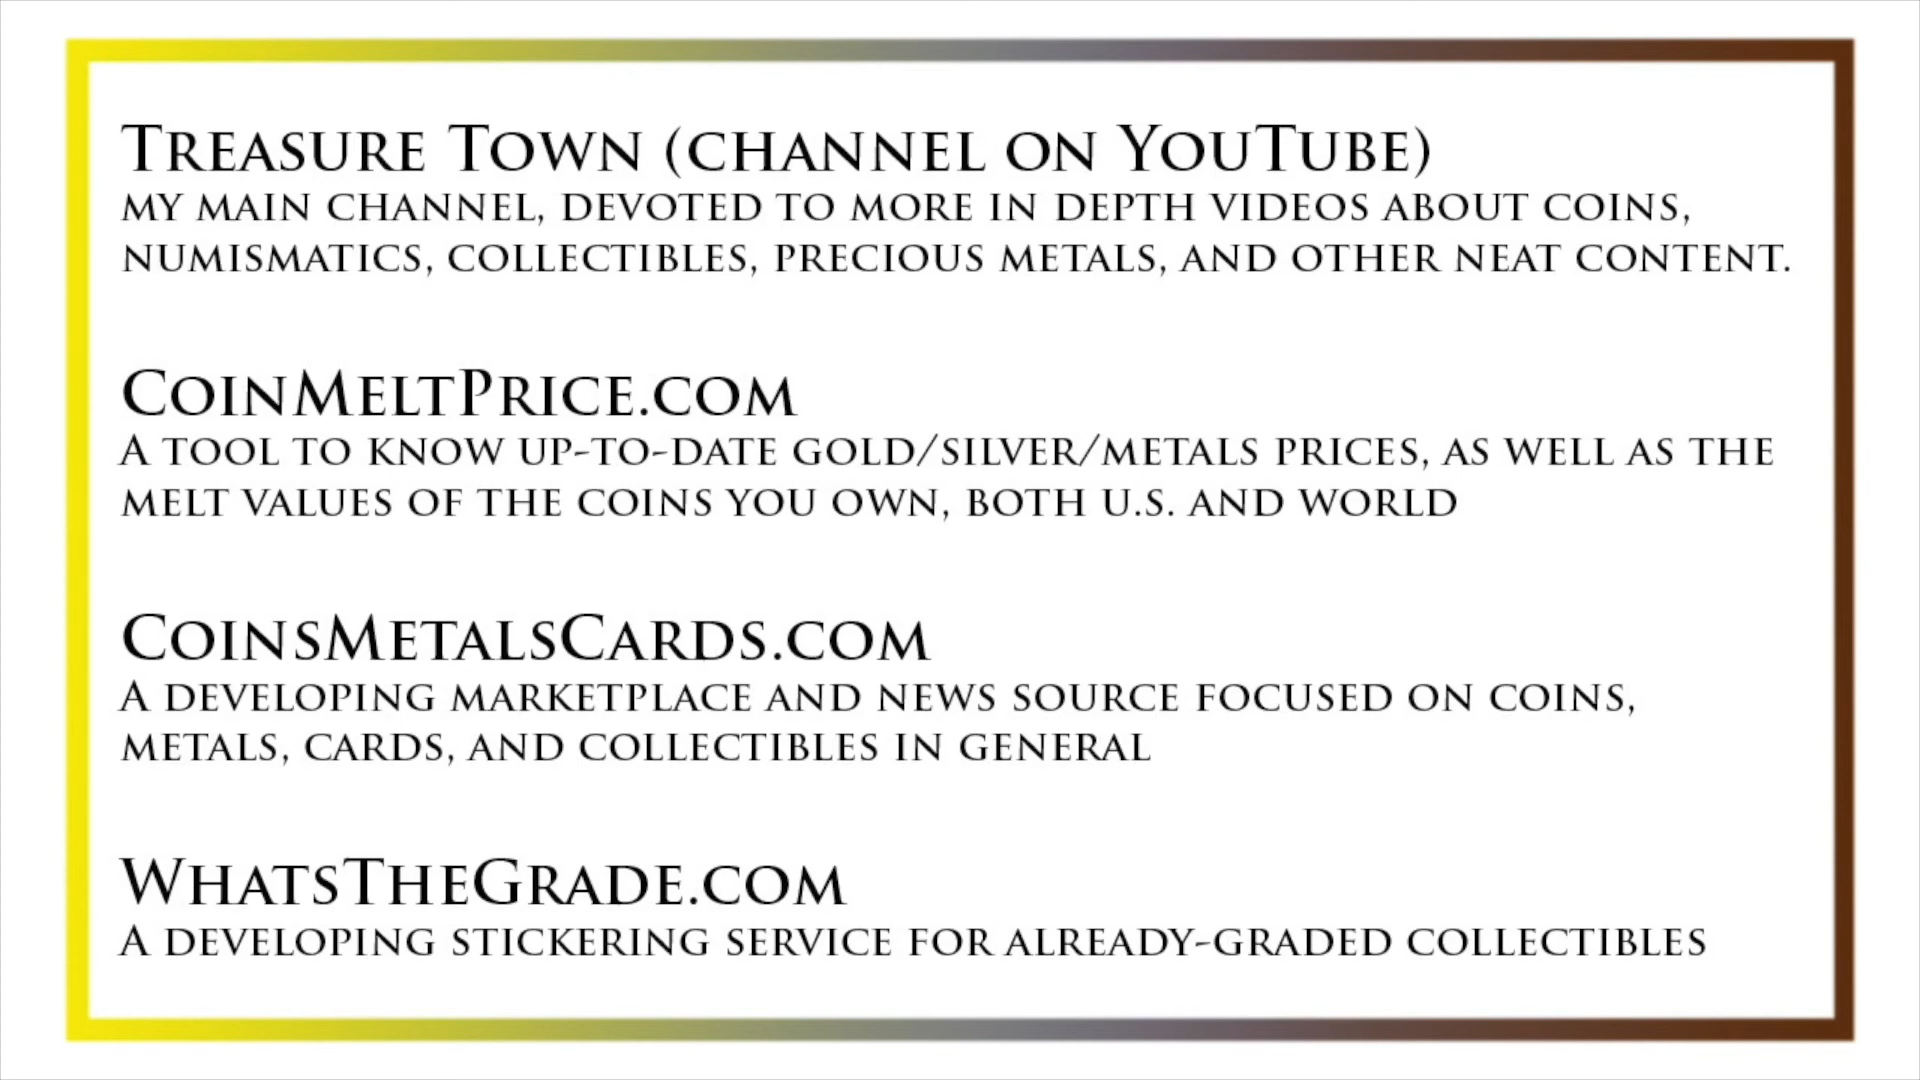 Treasure Town (channel on YouTube)
my main channel, devoted to more in depth videos about coins,
numismatics, collectibles, precious metals, and other neat content.
CoinMeltPrice.com
A tool to know up-to-date gold/silver/metals prices, as well as the
melt values of the coins you own, both U.S. and world
CoinsMetalsCards.com
A developing marketplace and news source focused on coins,
metals, cards, and collectibles in general
WhatsTheGrade.com
A developing stickering service for already-graded collectibles